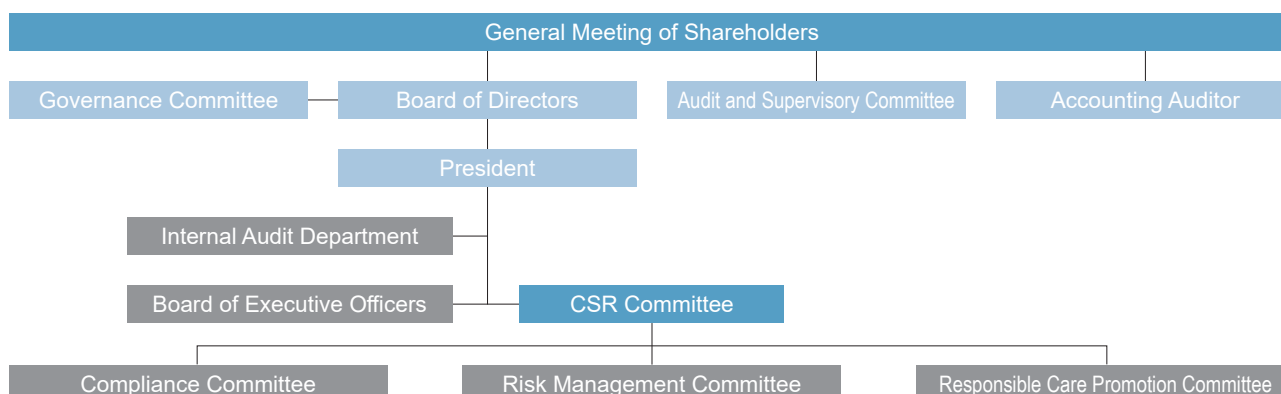 General Meeting of Shareholders
Governance Committee
Board of Directors
Audit and Supervisory Committee
Accounting Auditor
President
Internal Audit Department
Board of Executive Officers
CSR Committee
Compliance Committee
Risk Management Committee
Responsible Care Promotion Committee